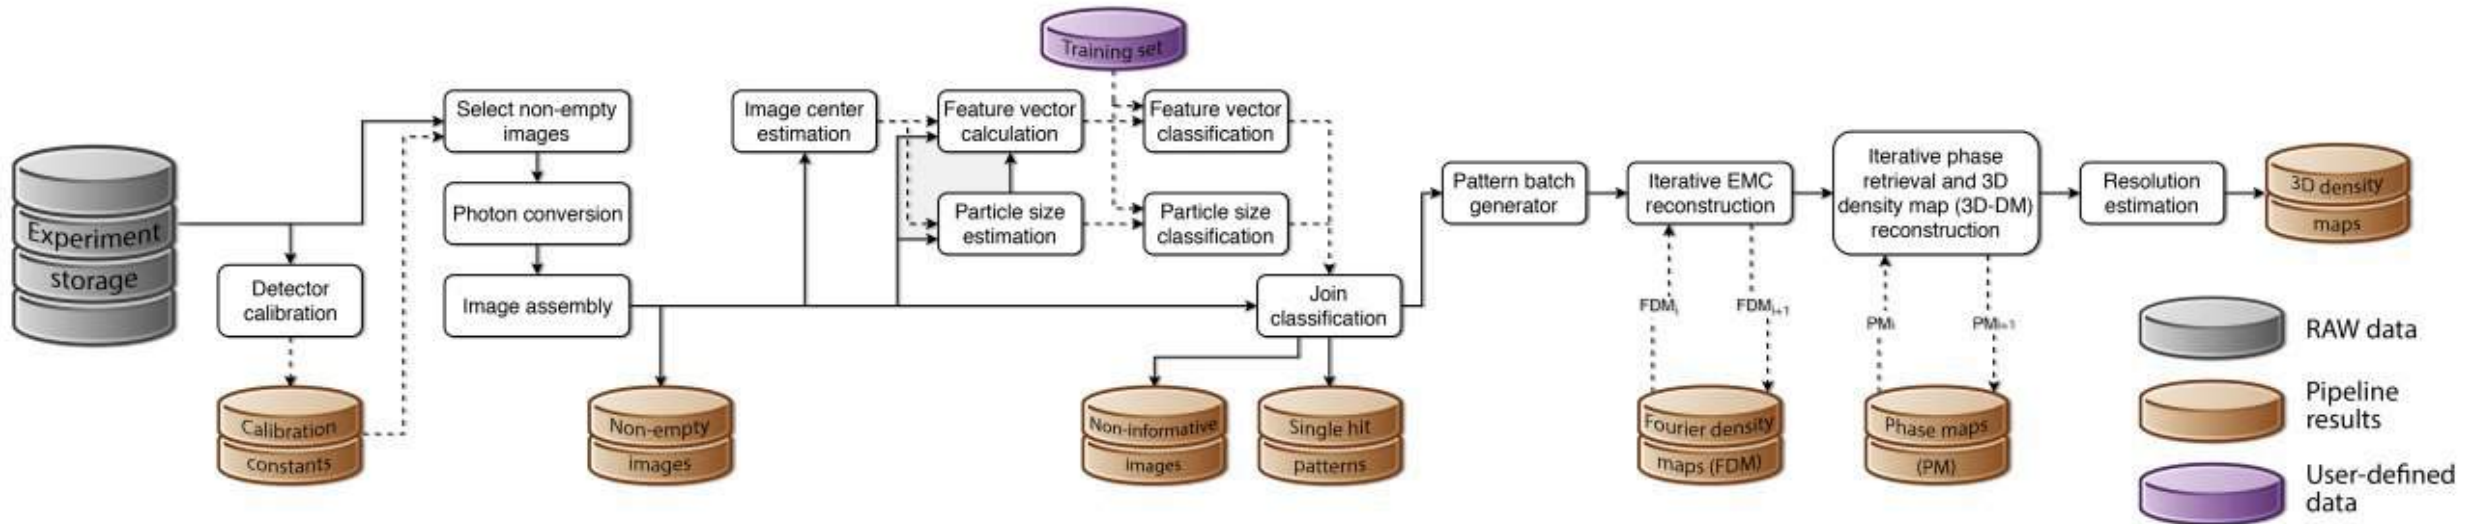 Training set
Select non-empty
images
Image center
estimation
Feature vector
calculation
Feature vector
classification
Experiment
storage
Photon conversion
Particle size
estimation
Particle size
classification
Pattern batch
generator
Iterative EMC
reconstruction
Iterative phase
retrieval and 3D
density map (3D-DM)
reconstruction
Resolution
estimation
3D density
maps
Detector
calibration
Image assembly
Join
classification
FDMi
FDMi+1
PMi
PMi+1
Calibration
constants
Non-empty
images
Non-informative
images
Single hit
patterns
Fourier density
maps (FDM)
Phase maps
(PM)
RAW data
Pipeline
results
User-defined
data